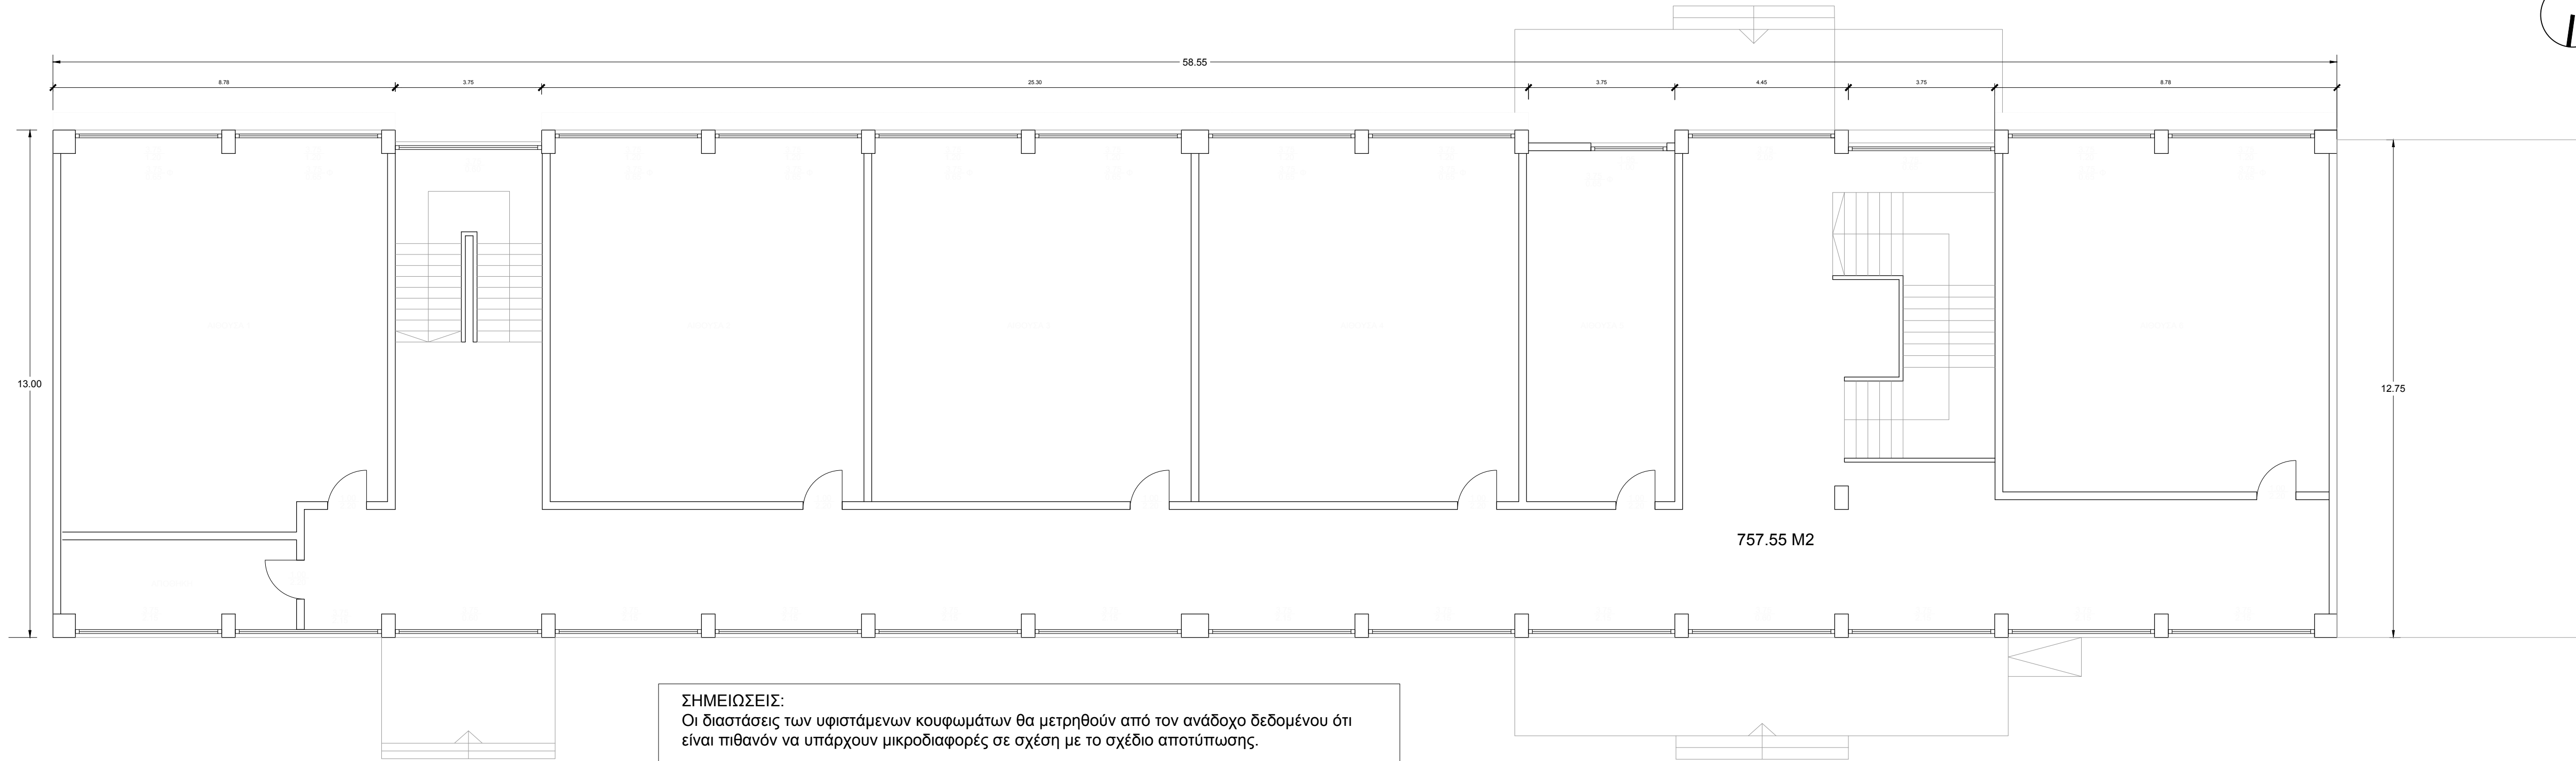 58.55
8.78
3.75
25.30
3.75
4.45
3.75
8.78
13.00
12.75
757.55 M2
ΣΗΜΕΙΩΣΕΙΣ:
Οι διαστάσεις των υφιστάμενων κουφωμάτων θα μετρηθούν από τον ανάδοχο δεδομένου ότι
είναι πιθανόν να υπάρχουν μικροδιαφορές σε σχέση με το σχέδιο αποτύπωσης.